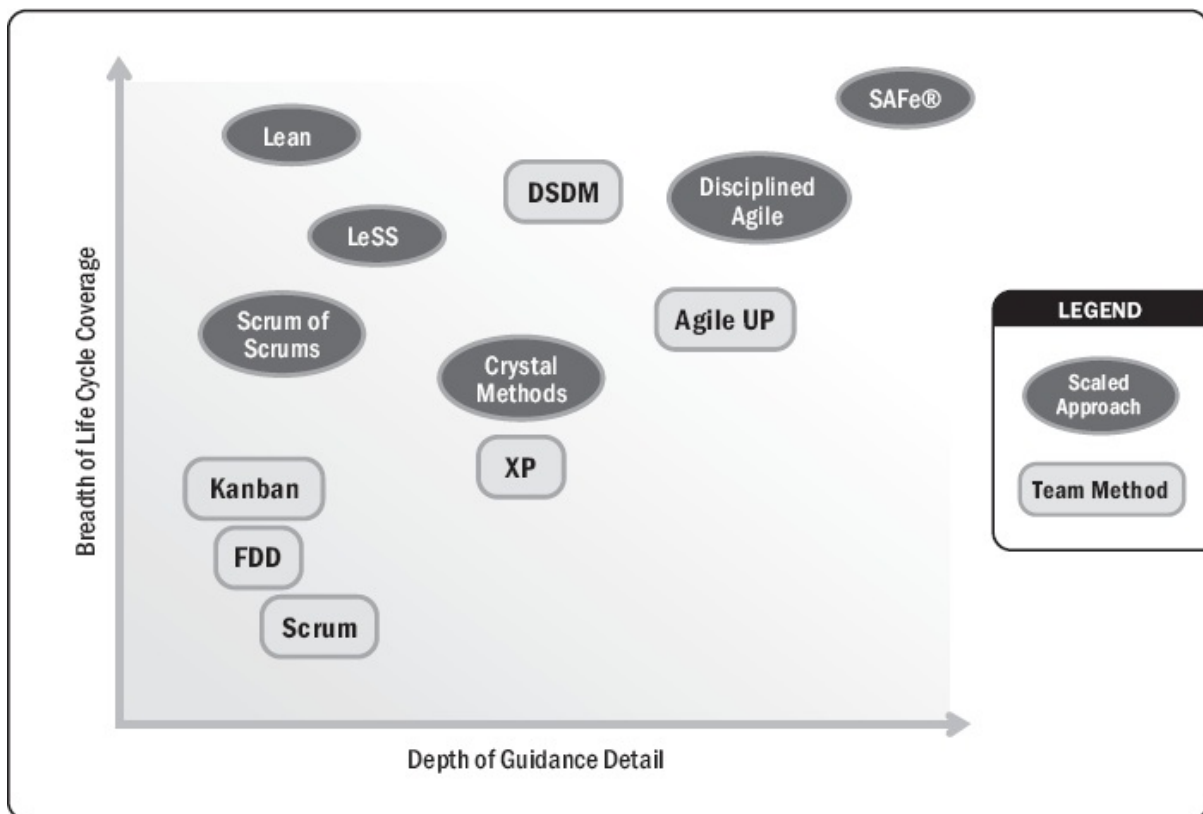 SAFe®
Lean
DSDM
Disciplined
Agile
LeSS
Breadth of Life Cycle Coverage
Scrum of
Scrums
Agile UP
Crystal
Methods
XP
Kanban
FDD
Scrum
Depth of Guidance Detail
LEGEND
Scaled
Approach
Team Method